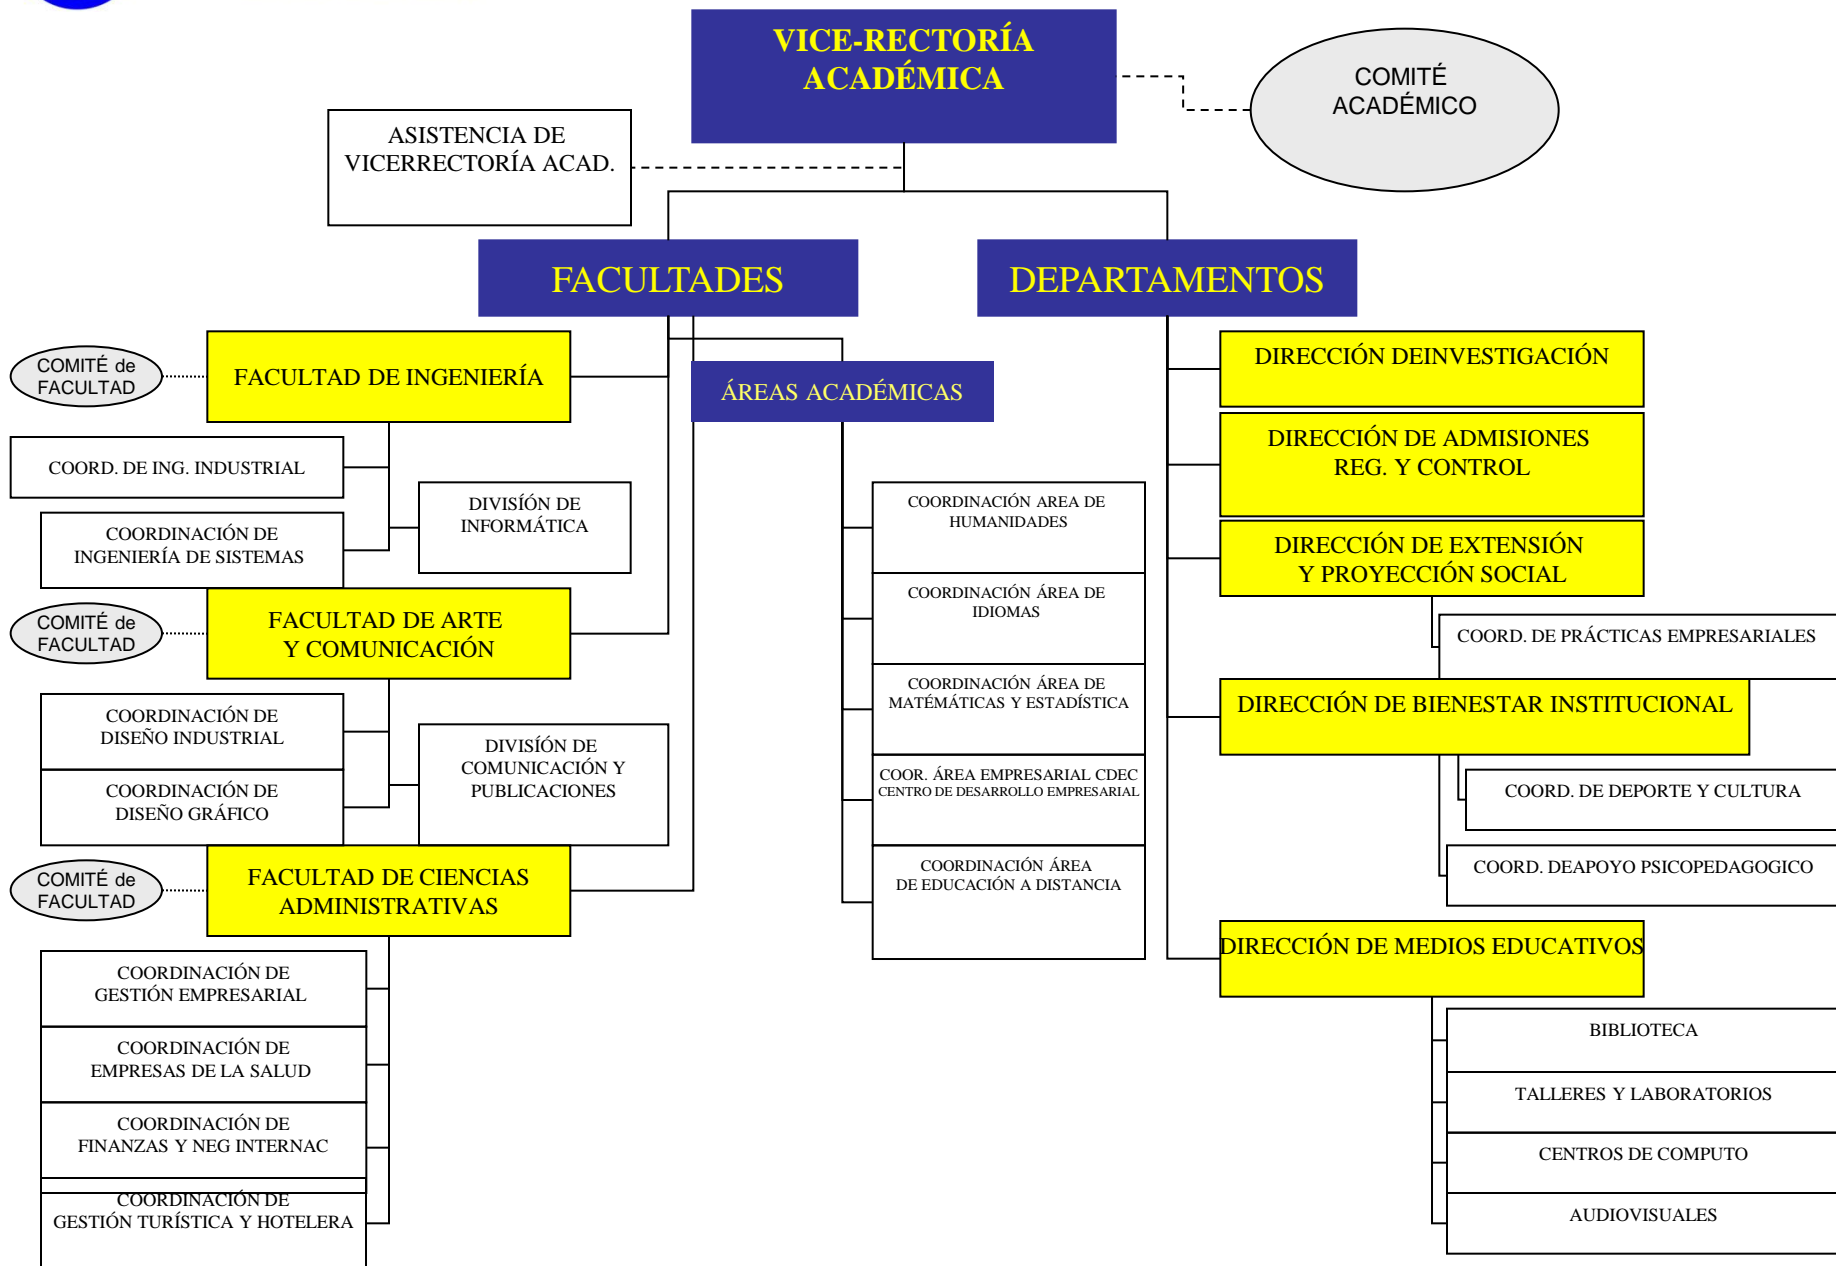 VICE-RECTORÍA
ACADÉMICA
COMITÉ
ACADÉMICO
ASISTENCIA DE
VICERRECTORÍA ACAD.
FACULTADES
DEPARTAMENTOS
COMITÉ de
FACULTAD
FACULTAD DE INGENIERÍA
COORD. DE ING. INDUSTRIAL
COORDINACIÓN DE
INGENIERÍA DE SISTEMAS
DIVISÍÓN DE
INFORMÁTICA
COMITÉ de
FACULTAD
FACULTAD DE ARTE
Y COMUNICACIÓN
COORDINACIÓN DE
DISEÑO INDUSTRIAL
COORDINACIÓN DE
DISEÑO GRÁFICO
DIVISÍÓN DE
COMUNICACIÓN Y
PUBLICACIONES
COMITÉ de
FACULTAD
FACULTAD DE CIENCIAS
ADMINISTRATIVAS
COORDINACIÓN DE
GESTIÓN EMPRESARIAL
COORDINACIÓN DE
EMPRESAS DE LA SALUD
COORDINACIÓN DE
FINANZAS Y NEG INTERNAC
COORDINACIÓN DE
GESTIÓN TURÍSTICA Y HOTELERA
ÁREAS ACADÉMICAS
COORDINACIÓN AREA DE
HUMANIDADES
COORDINACIÓN ÁREA DE
IDIOMAS
COORDINACIÓN ÁREA DE
MATÉMÁTICAS Y ESTADÍSTICA
COOR. ÁREA EMPRESARIAL CDEC
CENTRO DE DESARROLLO EMPRESARIAL
COORDINACIÓN ÁREA
DE EDUCACIÓN A DISTANCIA
DIRECCIÓN DEINVESTIGACIÓN
DIRECCIÓN DE ADMISIONES
REG. Y CONTROL
DIRECCIÓN DE EXTENSIÓN
Y PROYECCIÓN SOCIAL
COORD. DE PRÁCTICAS EMPRESARIALES
DIRECCIÓN DE BIENESTAR INSTITUCIONAL
COORD. DE DEPORTE Y CULTURA
COORD. DEAPOYO PSICOPEDAGOGICO
DIRECCIÓN DE MEDIOS EDUCATIVOS
BIBLIOTECA
TALLERES Y LABORATORIOS
CENTROS DE COMPUTO
AUDIOVISUALES